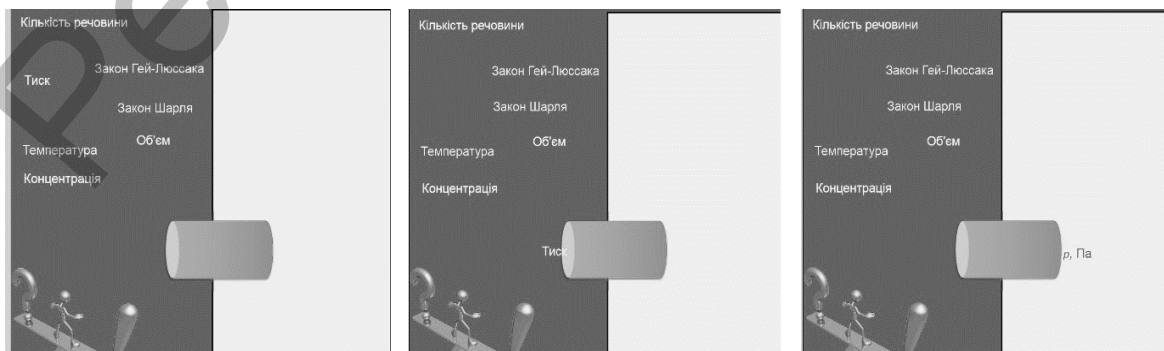 Кількість речовини
Закон Гей-Люссака
Тиск
Закон Шарля
Об'єм
Температура
Концентрація
Кількість речовини
Закон Гей-Люссака
Закон Шарля
Об'єм
Температура
Концентрація
Тиск
Кількість речовини
Закон Гей-Люссака
Закон Шарля
Об'єм
Температура
Концентрація
p, Па